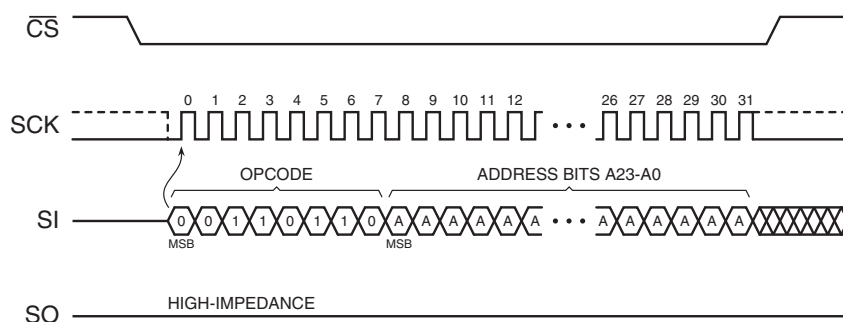 CS
0 1 2 3 4 5 6 7 8 9 10 11 12 26 27 28 29 30 31
SCK
OPCODE ADDRESS BITS A23-A0
SI 0 0 1 1 0 1 1 0 A A A A A A A A A A A A
MSB MSB
HIGH-IMPEDANCE
SO